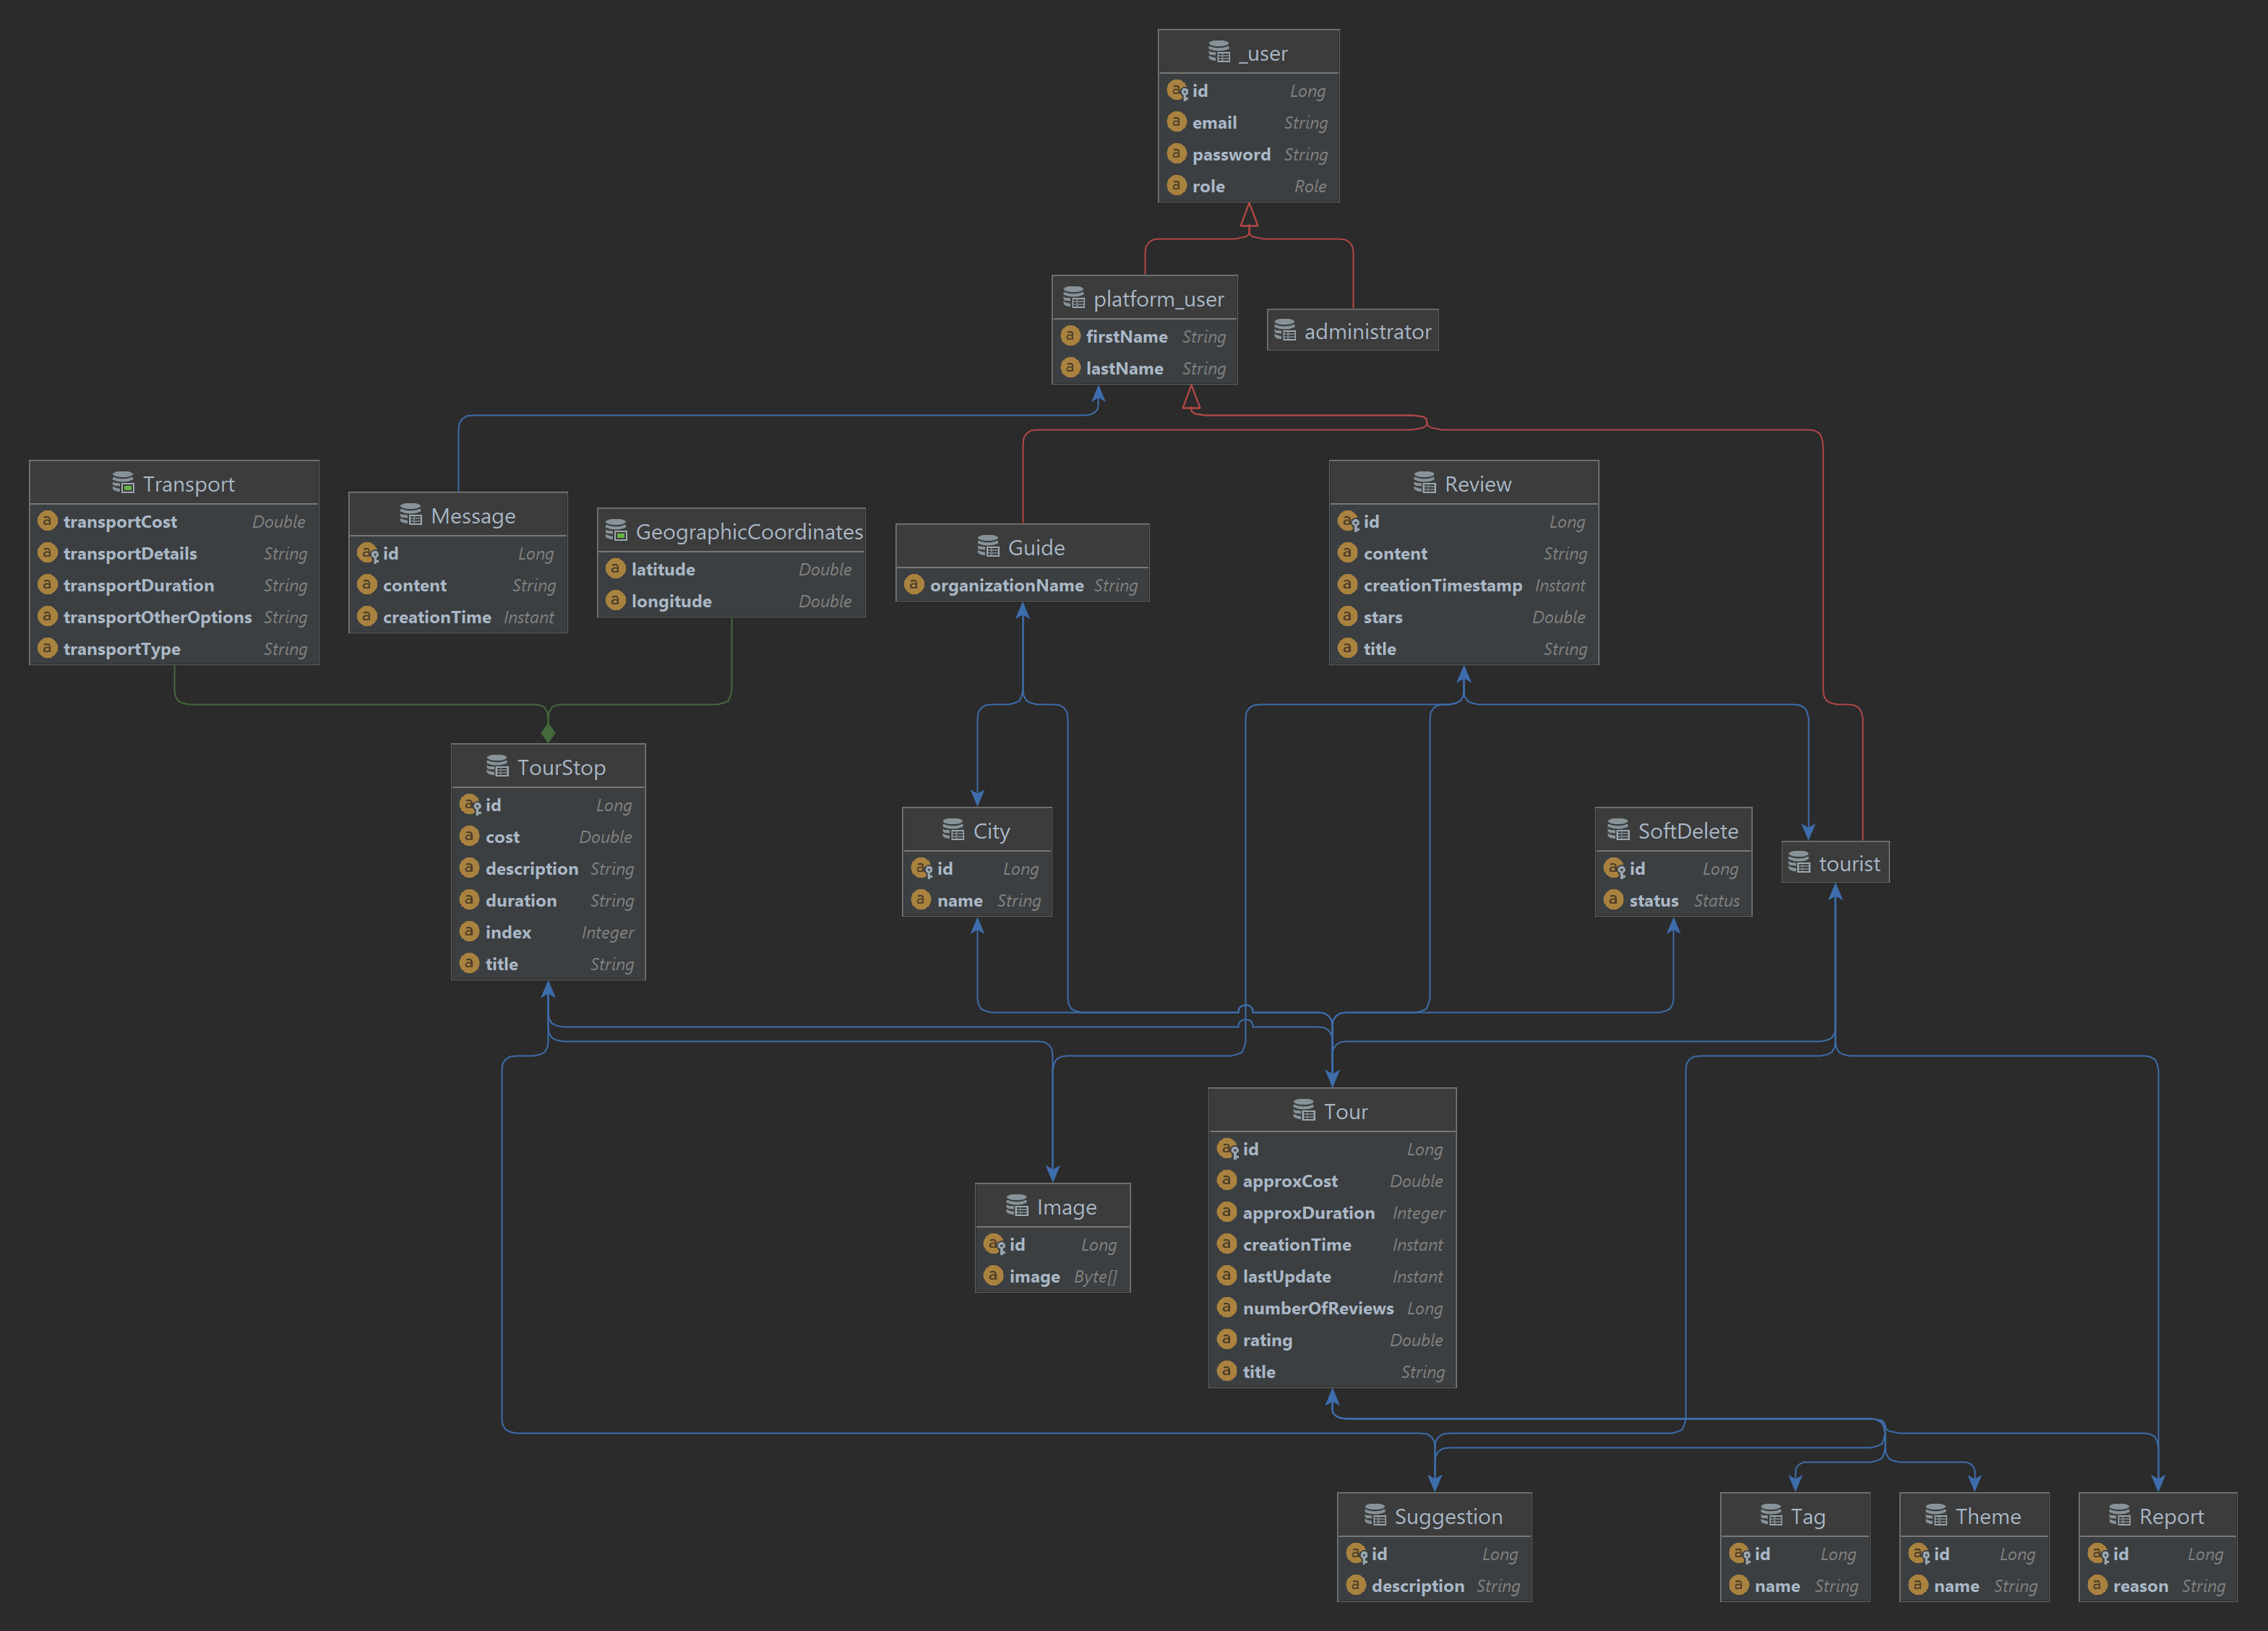 _user
id Long
email String
password String
role Role
platform_user
firstName String
lastName String
administrator
Transport
transportCost Double
transportDetails String
transportDuration String
transportOtherOptions String
transportType String
Message
id Long
content String
creationTime Instant
GeographicCoordinates
latitude Double
longitude Double
Guide
organizationName String
Review
id Long
content String
creationTimestamp Instant
stars Double
title String
TourStop
id Long
cost Double
description String
duration String
index Integer
title String
City
id Long
name String
SoftDelete
id Long
status Status
tourist
Image
id Long
image Byte[]
Tour
id Long
approxCost Double
approxDuration Integer
creationTime Instant
lastUpdate Instant
numberOfReviews Long
rating Double
title String
Suggestion
id Long
description String
Tag
id Long
name String
Theme
id Long
name String
Report
id Long
reason String